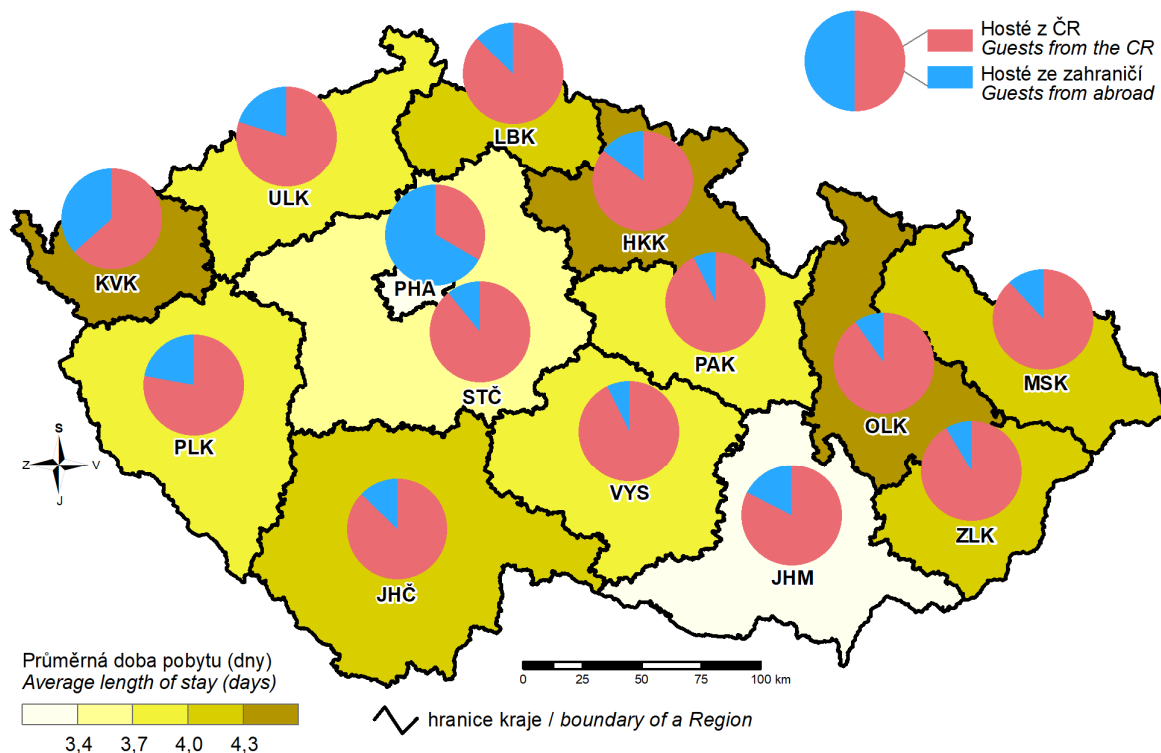 Hosté z ČR
Guests from the CR
Hosté ze zahraničí
Guests from abroad
LBK
ULK
HKK
KVK
PHA
PAK
MSK
STČ
OLK
PLK
VYS
ZLK
JHM
JHČ
S
Z V
J
Průměrná doba pobytu (dny)
Average length of stay (days)
3,4 3,7 4,0 4,3
0 25 50 75 100 km
hranice kraje / boundary of a Region